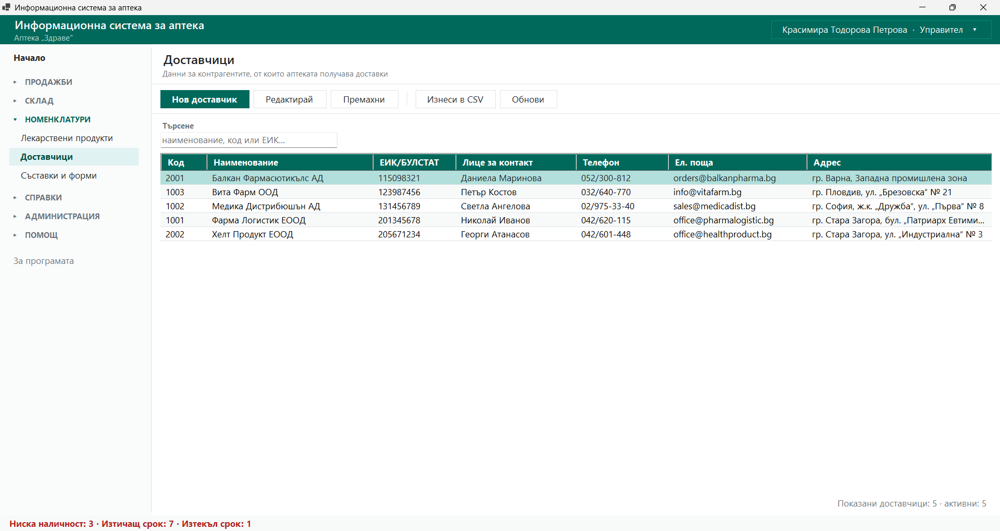 Информационна система за аптека
Информационна система за аптека
Аптека „Здраве“
Красимира Тодорова Петрова · Управител
Начало
ПРОДАЖБИ
СКЛАД
НОМЕНКЛАТУРИ
Лекарствени продукти
Доставчици
Съставки и форми
СПРАВКИ
АДМИНИСТРАЦИЯ
ПОМОЩ
За програмата
Доставчици
Данни за контрагентите, от които аптеката получава доставки
Нов доставчик Редактирай Премахни Изнеси в CSV Обнови
Търсене
наименование, код или ЕИК...
Код Наименование ЕИК/БУЛСТАТ Лице за контакт Телефон Ел. поща Адрес
2001 Балкан Фармасютикълс АД 115098321 Даниела Маринова 052/300-812 orders@balkanpharma.bg гр. Варна, Западна промишлена зона
1003 Вита Фарм ООД 123987456 Петър Костов 032/640-770 info@vitafarm.bg гр. Пловдив, ул. „Брезовска“ № 21
1002 Медика Дистрибюшън АД 131456789 Светла Ангелова 02/975-33-40 sales@medicadist.bg гр. София, ж.к. „Дружба“, ул. „Първа“ № 8
1001 Фарма Логистик ЕООД 201345678 Николай Иванов 042/620-115 office@pharmalogistic.bg гр. Стара Загора, бул. „Патриарх Евтими...
2002 Хелт Продукт ЕООД 205671234 Георги Атанасов 042/601-448 office@healthproduct.bg гр. Стара Загора, ул. „Индустриална“ № 3
Показани доставчици: 5 · активни: 5
Ниска наличност: 3 · Изтичащ срок: 7 · Изтекъл срок: 1